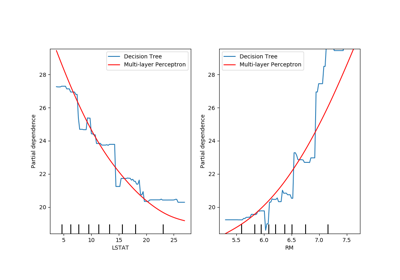 Decision Tree
Multi-layer Perceptron
Partial dependence
28
26
24
22
20
5
10
15
20
25
LSTAT
Decision Tree
Multi-layer Perceptron
Partial dependence
28
26
24
22
20
5.5
6.0
6.5
7.0
7.5
RM